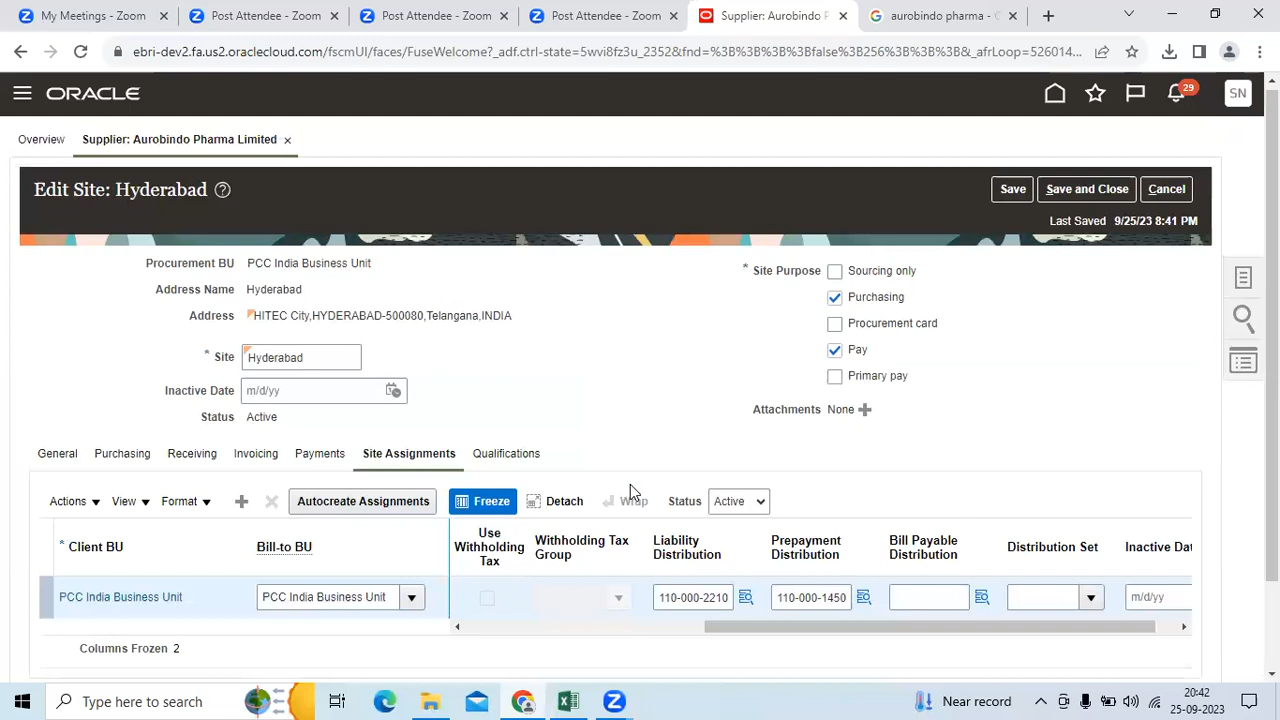 My Meetings - Zoom
Post Attendee - Zoom
Post Attendee - Zoom
Post Attendee - Zoom
Supplier: Aurobindo P
aurobindo pharma -
ebri-dev2.fa.us2.oraclecloud.com/fscmUI/faces/FuseWelcome?_adf.ctrl-state=5wvi8fz3u_2352&fnd=%3B%3B%3B%3Bfalse%3B256%3B%3B%3B&_afrLoop=526014...
ORACLE
29
SN
Overview
Supplier: Aurobindo Pharma Limited
Edit Site: Hyderabad
Save
Save and Close
Cancel
Last Saved 9/25/23 8:41 PM
Procurement BU PCC India Business Unit
Address Name Hyderabad
Address HITEC City,HYDERABAD-500080,Telangana,INDIA
* Site Hyderabad
Inactive Date m/d/yy
Status Active
* Site Purpose Sourcing only
Purchasing
Procurement card
Pay
Primary pay
Attachments None
General Purchasing Receiving Invoicing Payments Site Assignments Qualifications
Actions View Format Autocreate Assignments Freeze Detach Wrap Status Active
* Client BU
Bill-to BU
Use Withholding Tax
Withholding Tax Group
Liability Distribution
Prepayment Distribution
Bill Payable Distribution
Distribution Set
Inactive Dat
PCC India Business Unit PCC India Business Unit 110-000-2210 110-000-1450 m/d/yy
Columns Frozen 2
Type here to search
Near record
20:42
25-09-2023